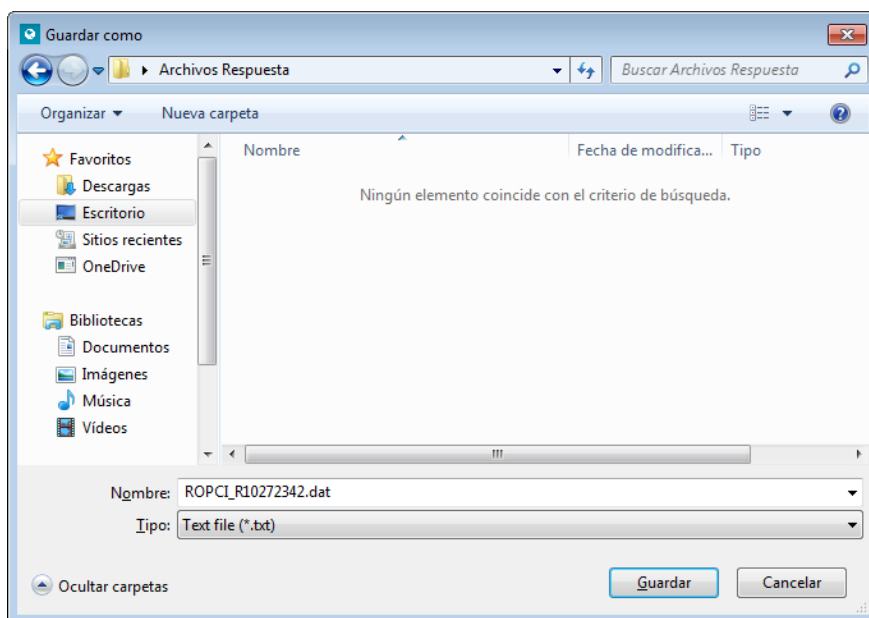 Guardar como
Archivos Respuesta
Buscar Archivos Respuesta
Organizar
Nueva carpeta
Favoritos
Descargas
Escritorio
Sitios recientes
OneDrive
Bibliotecas
Documentos
Imágenes
Música
Vídeos
Nombre
Fecha de modifica...
Tipo
Ningún elemento coincide con el criterio de búsqueda.
Nombre: ROPCI_R10272342.dat
Tipo: Text file (*.txt)
Ocultar carpetas
Guardar
Cancelar